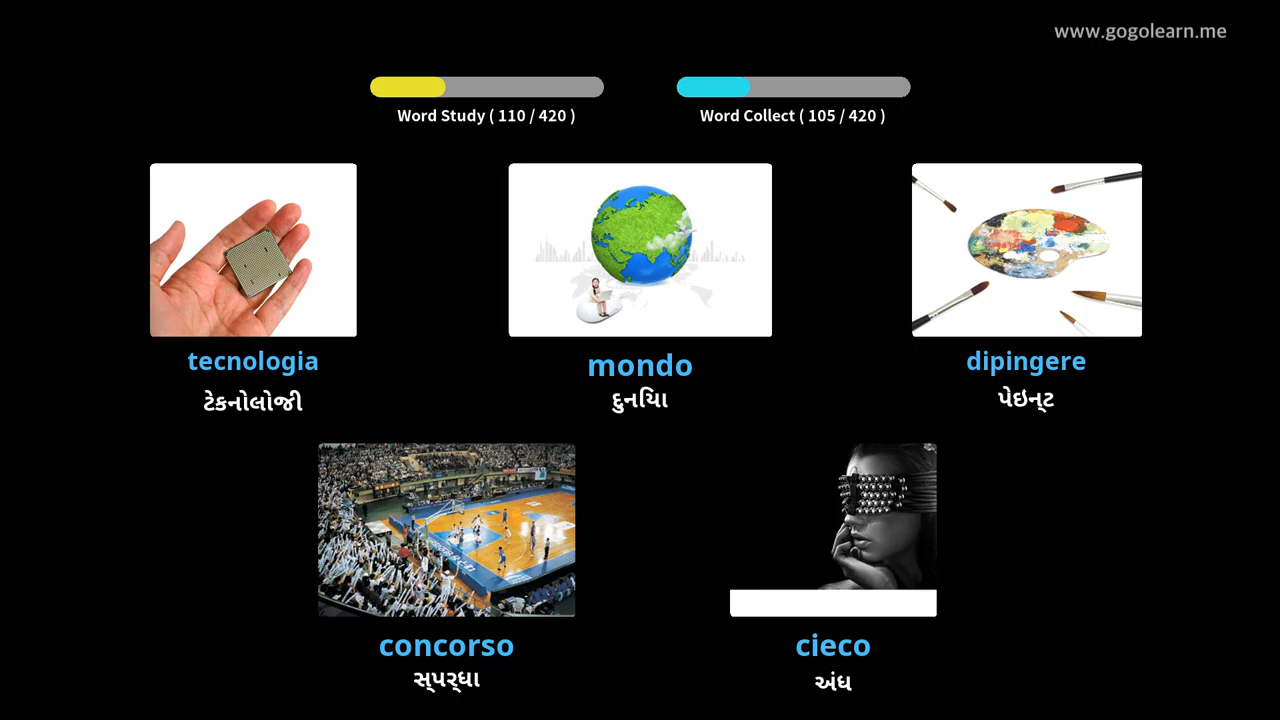 www.gogolearn.me
Word Study ( 110 / 420 )
Word Collect ( 105 / 420 )
tecnologia
mondo
dipingere
ટેકનોલોજી
દુનિયા
પેઇન્ટ
concorso
cieco
સ્પર્ધા
અંધ